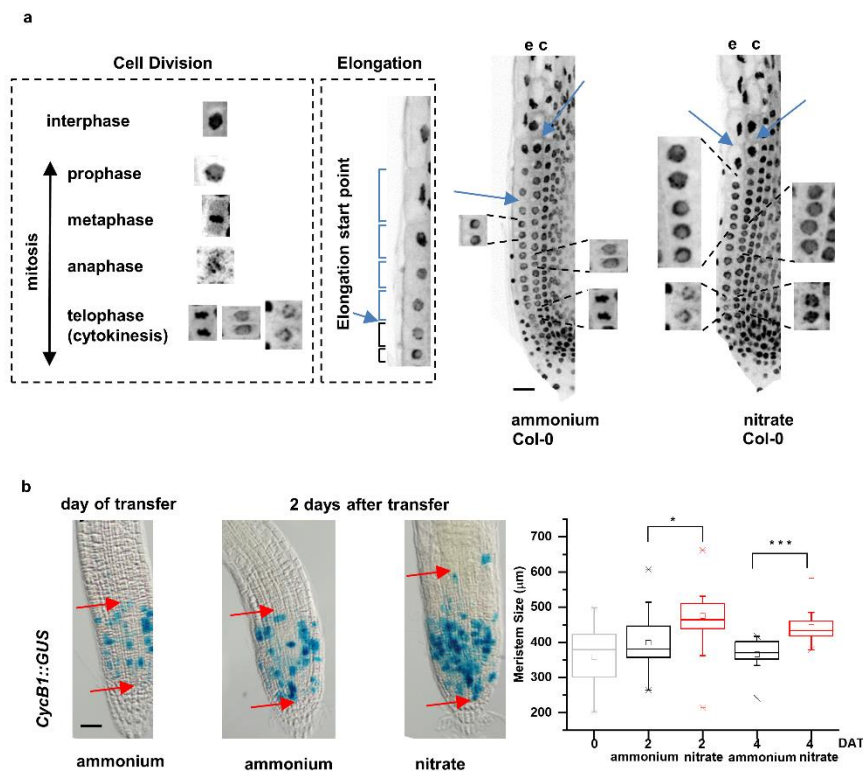 a
Cell Division
Elongation
e c
e c
interphase
prophase
metaphase
anaphase
telophase
(cytokinesis)
mitosis
Elongation start point
ammonium
Col-0
nitrate
Col-0
b
day of transfer
2 days after transfer
CycB1::GUS
ammonium
ammonium
nitrate
Meristem Size (μm)
700
600
500
400
300
200
*
***
0 2 2 4 4 DAT
ammonium nitrate ammonium nitrate